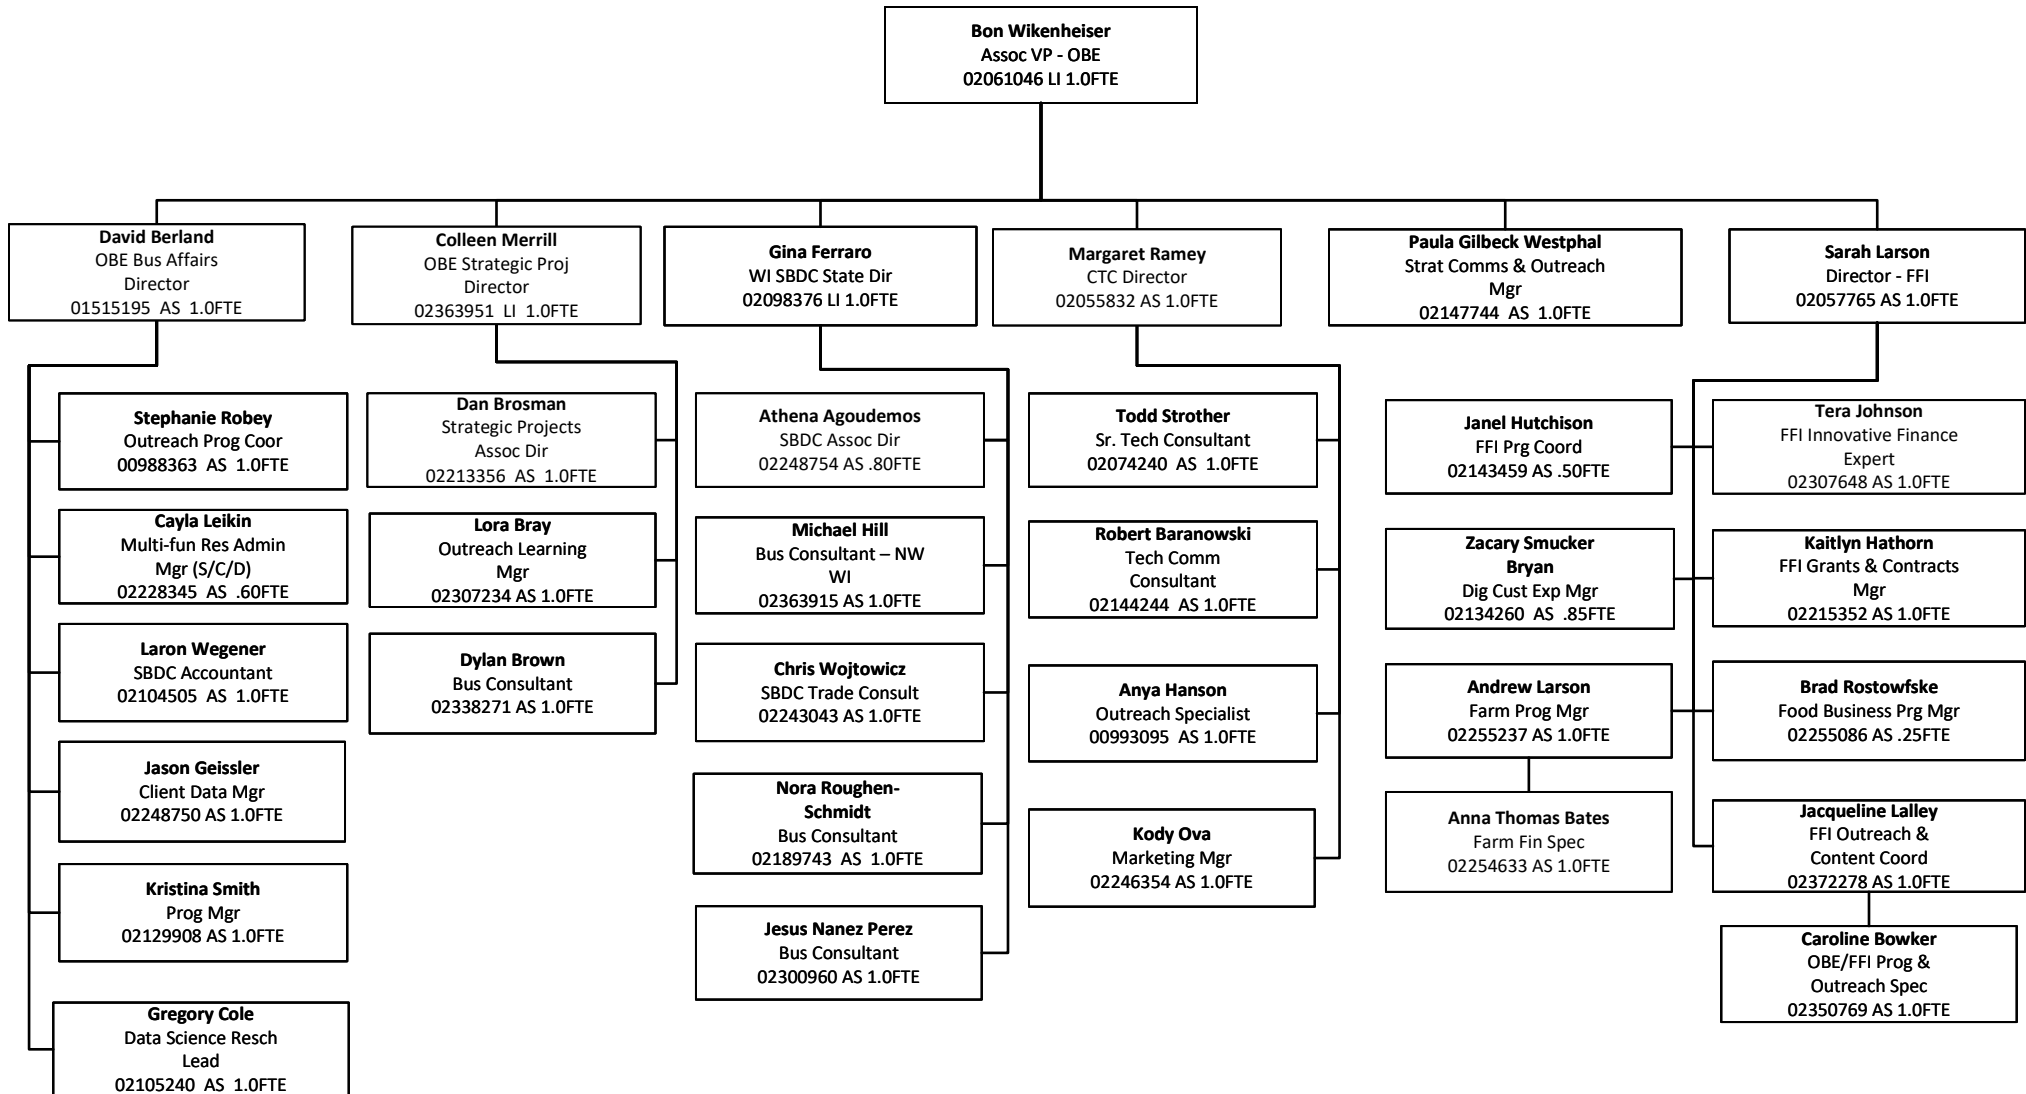 Bon Wikenheiser
Assoc VP - OBE
02061046 LI 1.0FTE
David Berland
OBE Bus Affairs
Director
01515195 AS 1.0FTE
Colleen Merrill
OBE Strategic Proj
Director
02363951 LI 1.0FTE
Gina Ferraro
WI SBDC State Dir
02098376 LI 1.0FTE
Margaret Ramey
CTC Director
02055832 AS 1.0FTE
Paula Gilbeck Westphal
Strat Comms & Outreach
Mgr
02147744 AS 1.0FTE
Sarah Larson
Director - FFI
02057765 AS 1.0FTE
Stephanie Robey
Outreach Prog Coor
00988363 AS 1.0FTE
Cayla Leikin
Multi-fun Res Admin
Mgr (S/C/D)
02228345 AS .60FTE
Laron Wegener
SBDC Accountant
02104505 AS 1.0FTE
Jason Geissler
Client Data Mgr
02248750 AS 1.0FTE
Kristina Smith
Prog Mgr
02129908 AS 1.0FTE
Gregory Cole
Data Science Resch
Lead
02105240 AS 1.0FTE
Dan Brosman
Strategic Projects
Assoc Dir
02213356 AS 1.0FTE
Lora Bray
Outreach Learning
Mgr
02307234 AS 1.0FTE
Dylan Brown
Bus Consultant
02338271 AS 1.0FTE
Athena Agoudemos
SBDC Assoc Dir
02248754 AS .80FTE
Michael Hill
Bus Consultant – NW
WI
02363915 AS 1.0FTE
Chris Wojtowicz
SBDC Trade Consult
02243043 AS 1.0FTE
Nora Roughen-
Schmidt
Bus Consultant
02189743 AS 1.0FTE
Jesus Nanez Perez
Bus Consultant
02300960 AS 1.0FTE
Todd Strother
Sr. Tech Consultant
02074240 AS 1.0FTE
Robert Baranowski
Tech Comm
Consultant
02144244 AS 1.0FTE
Anya Hanson
Outreach Specialist
00993095 AS 1.0FTE
Kody Ova
Marketing Mgr
02246354 AS 1.0FTE
Janel Hutchison
FFI Prg Coord
02143459 AS .50FTE
Zacary Smucker
Bryan
Dig Cust Exp Mgr
02134260 AS .85FTE
Andrew Larson
Farm Prog Mgr
02255237 AS 1.0FTE
Anna Thomas Bates
Farm Fin Spec
02254633 AS 1.0FTE
Tera Johnson
FFI Innovative Finance
Expert
02307648 AS 1.0FTE
Kaitlyn Hathorn
FFI Grants & Contracts
Mgr
02215352 AS 1.0FTE
Brad Rostowfske
Food Business Prg Mgr
02255086 AS .25FTE
Jacqueline Lalley
FFI Outreach &
Content Coord
02372278 AS 1.0FTE
Caroline Bowker
OBE/FFI Prog &
Outreach Spec
02350769 AS 1.0FTE